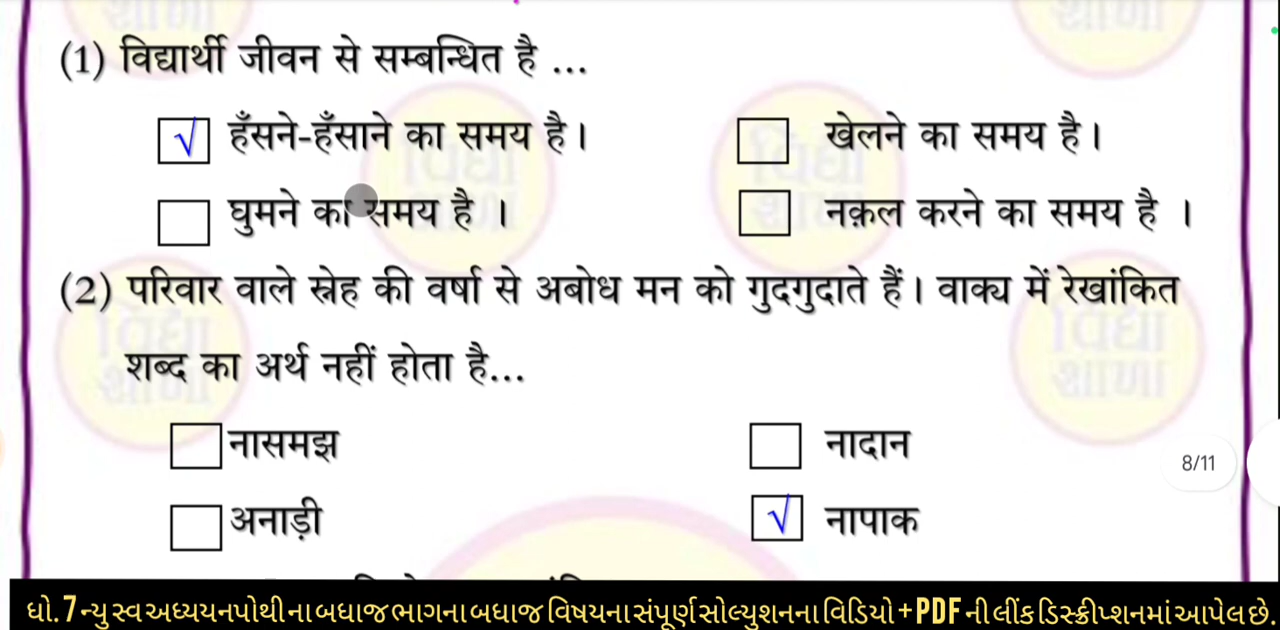 (1) विद्यार्थी जीवन से सम्बन्धित है ...
√ हँसने-हँसाने का समय है। खेलने का समय है।
घुमने का समय है । नक़ल करने का समय है ।
(2) परिवार वाले स्नेह की वर्षा से अबोध मन को गुदगुदाते हैं। वाक्य में रेखांकित
शब्द का अर्थ नहीं होता है...
नासमझ नादान
8/11
अनाड़ी √ नापाक
ધો. 7 ન્યુ સ્વઅધ્યયનપોથી ના બધાજ ભાગના બધાજ વિષયના સંપૂર્ણ સોલ્યુશનના વિડિયો + PDF ની લીંક ડિસ્ક્રીપ્શનમાં આપેલ છે.